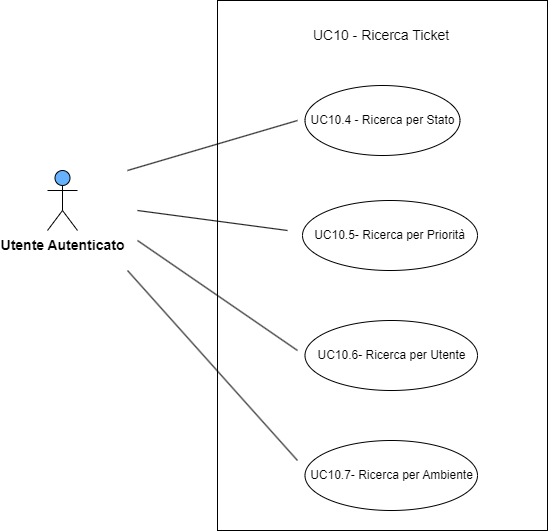 UC10 - Ricerca Ticket
UC10.4 - Ricerca per Stato
UC10.5- Ricerca per Priorità
Utente Autenticato
UC10.6- Ricerca per Utente
UC10.7- Ricerca per Ambiente